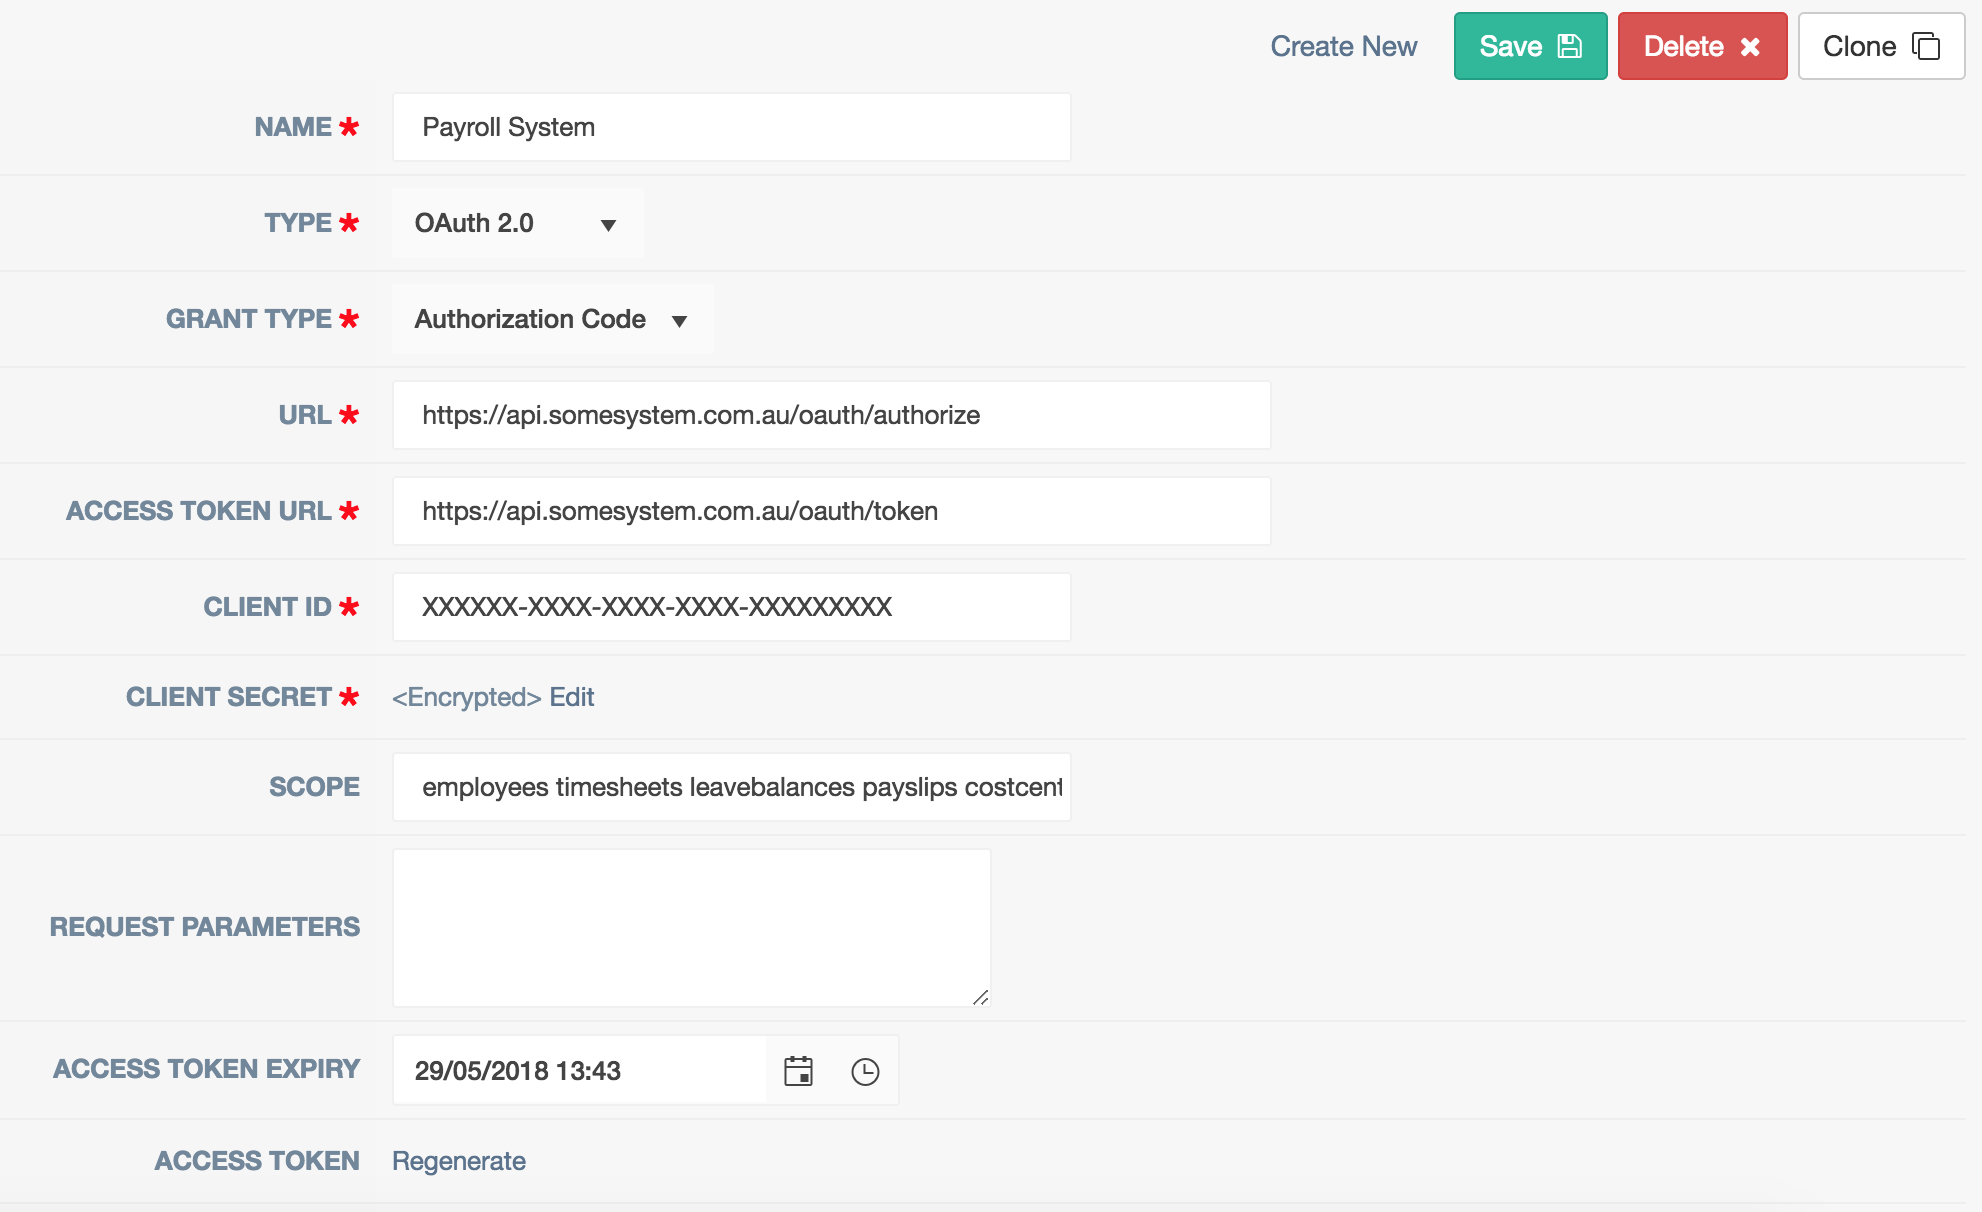 Create New Save Delete Clone
NAME * Payroll System
TYPE * OAuth 2.0
GRANT TYPE * Authorization Code
URL * https://api.somesystem.com.au/oauth/authorize
ACCESS TOKEN URL * https://api.somesystem.com.au/oauth/token
CLIENT ID * XXXXXX-XXXX-XXXX-XXXX-XXXXXXXXX
CLIENT SECRET * <Encrypted> Edit
SCOPE employees timesheets leavebalances payslips costcent
REQUEST PARAMETERS
ACCESS TOKEN EXPIRY 29/05/2018 13:43
ACCESS TOKEN Regenerate